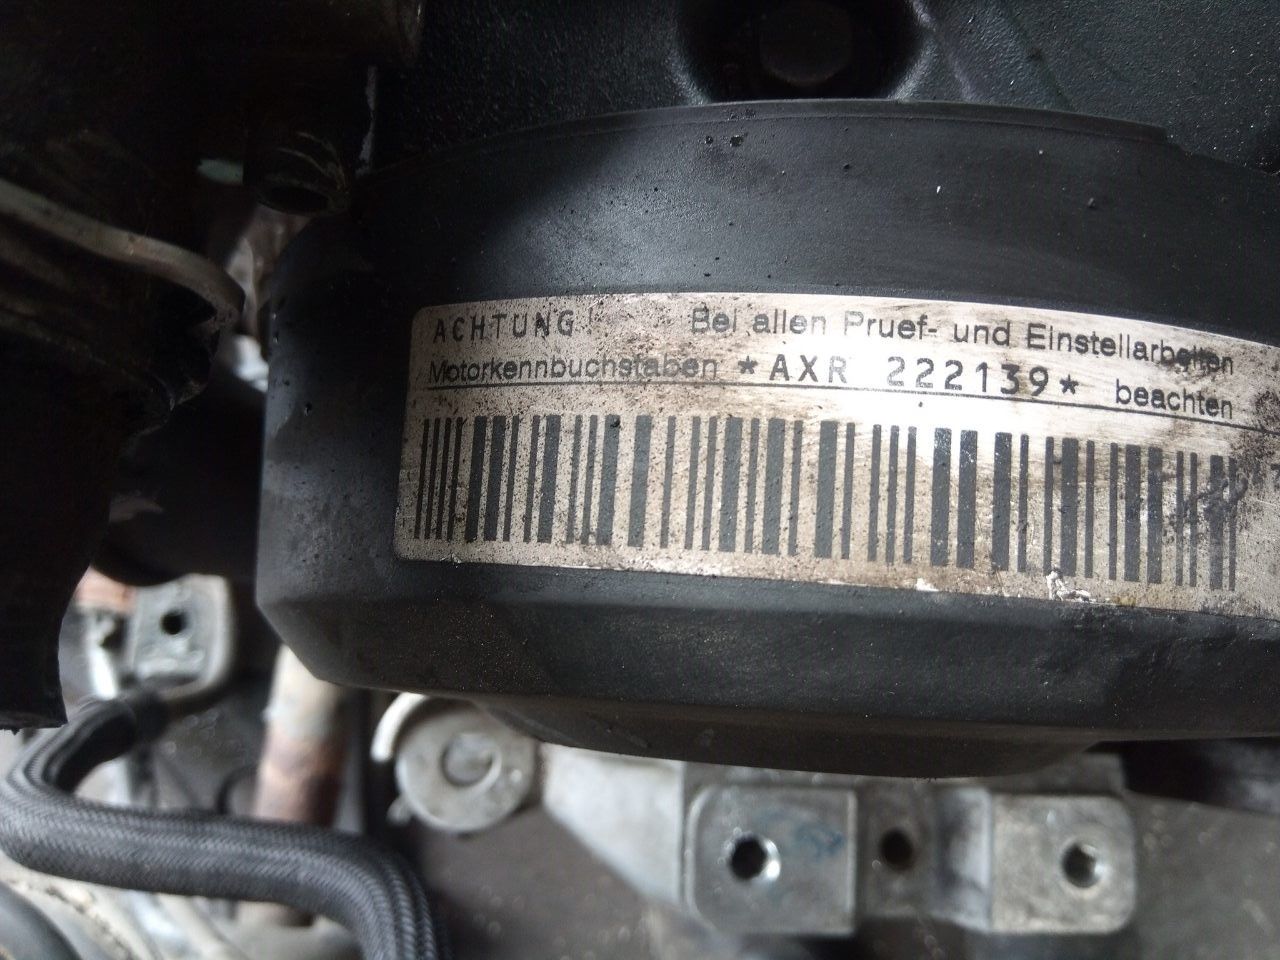 ACHTUNG! Bei allen Pruef- und Einstellarbeiten
Motorkennbuchstaben *AXR 222139* beachten